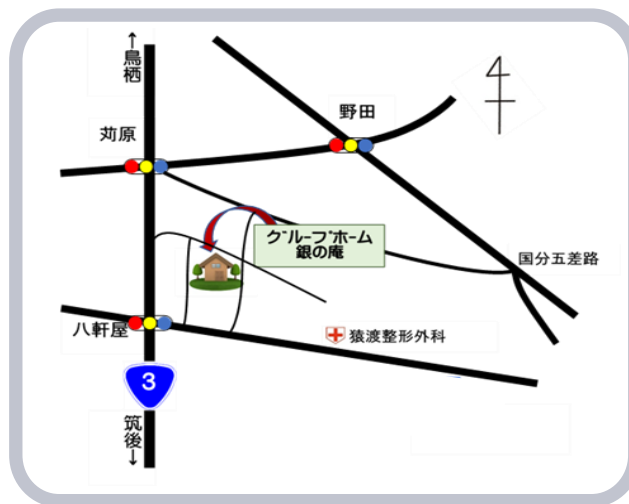 ↑鳥栖
苅原
野田
グループホーム
銀の庵
国分五差路
八軒屋
猿渡整形外科
3
筑後↓